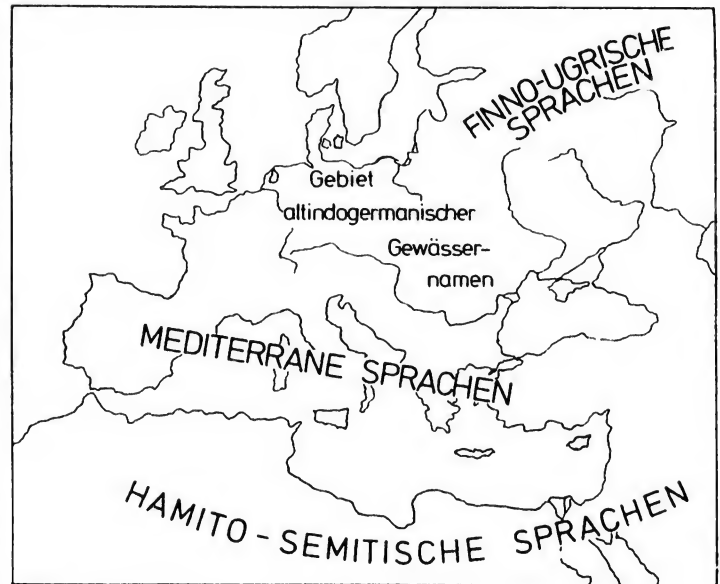 FINNO-UGRISCHE
SPRACHEN
Gebiet
altindogermanischer
Gewässer-
namen
MEDITERRANE SPRACHEN
HAMITO-SEMITISCHE SPRACHEN